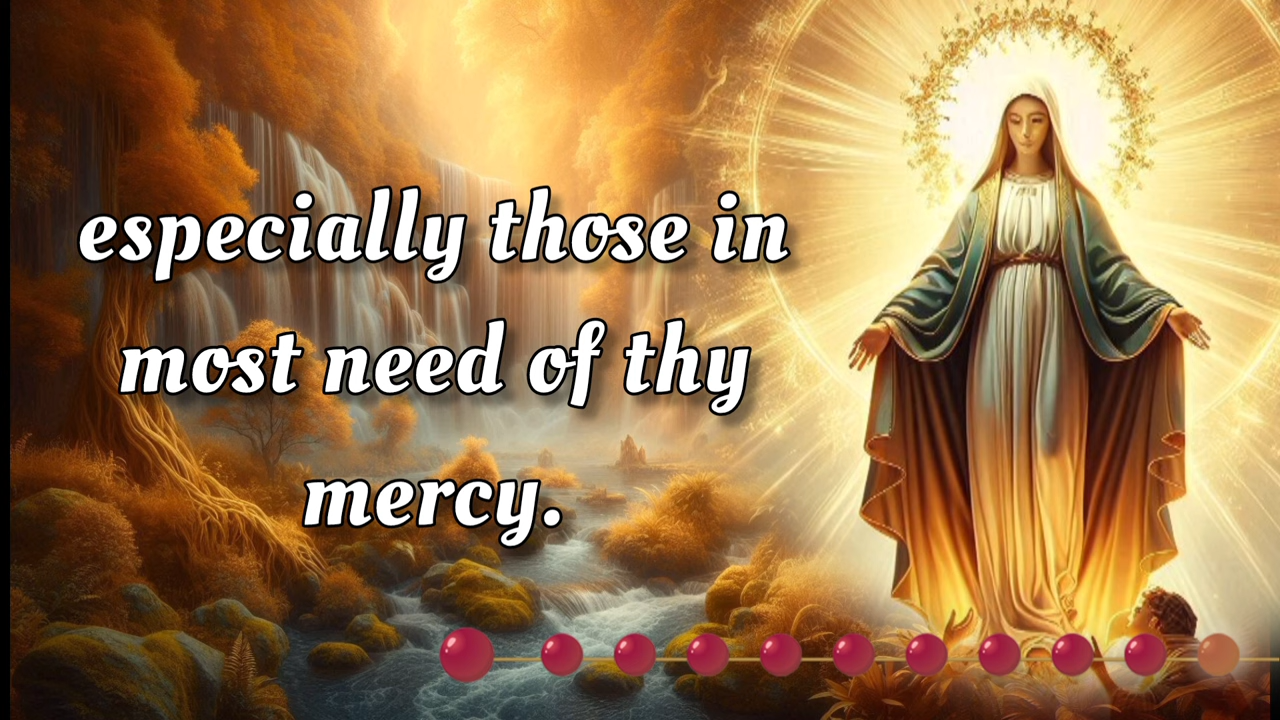 especially those in
most need of thy
mercy.